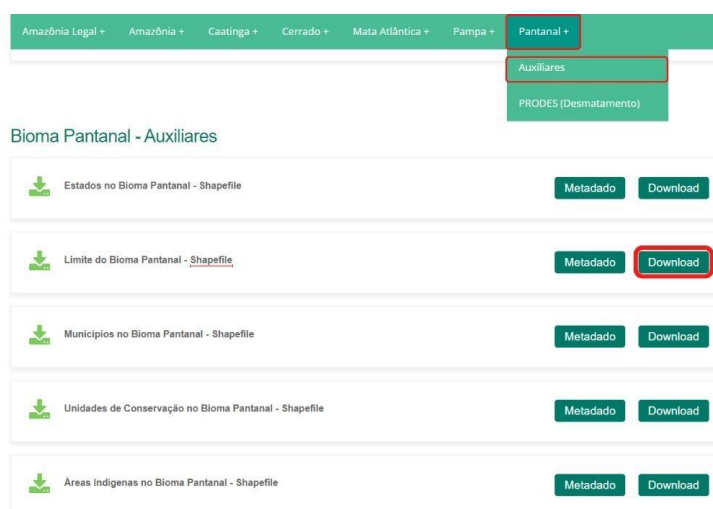 Amazônia Legal + Amazônia + Caatinga + Cerrado + Mata Atlântica + Pampa + Pantanal +
Auxiliares
PRODES (Desmatamento)
Bioma Pantanal - Auxiliares
Estados no Bioma Pantanal - Shapefile Metadado Download
Limite do Bioma Pantanal - Shapefile Metadado Download
Municipios no Bioma Pantanal - Shapefile Metadado Download
Unidades de Conservação no Bioma Pantanal - Shapefile Metadado Download
Áreas Indigenas no Bioma Pantanal - Shapefile Metadado Download